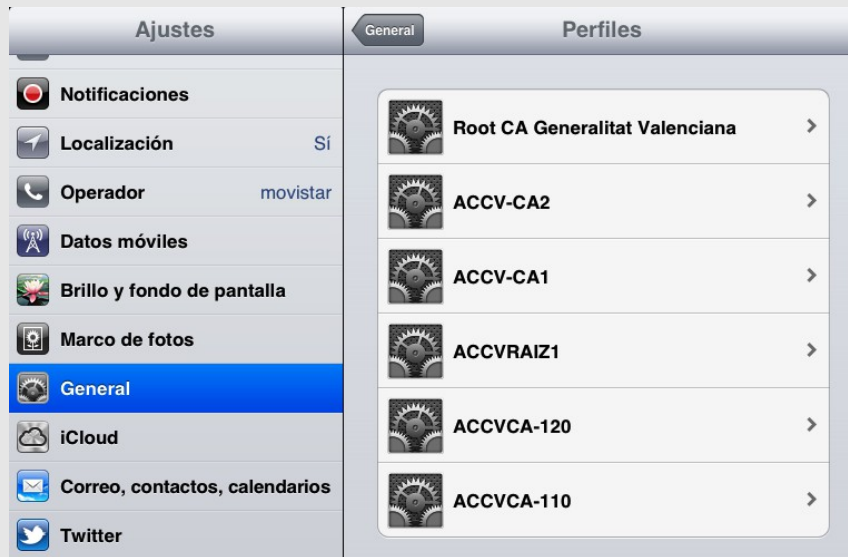 Ajustes
Notificaciones
Localización Sí
Operador movistar
Datos móviles
Brillo y fondo de pantalla
Marco de fotos
General
iCloud
Correo, contactos, calendarios
Twitter
General Perfiles
Root CA Generalitat Valenciana
ACCV-CA2
ACCV-CA1
ACCVRAIZ1
ACCVCA-120
ACCVCA-110